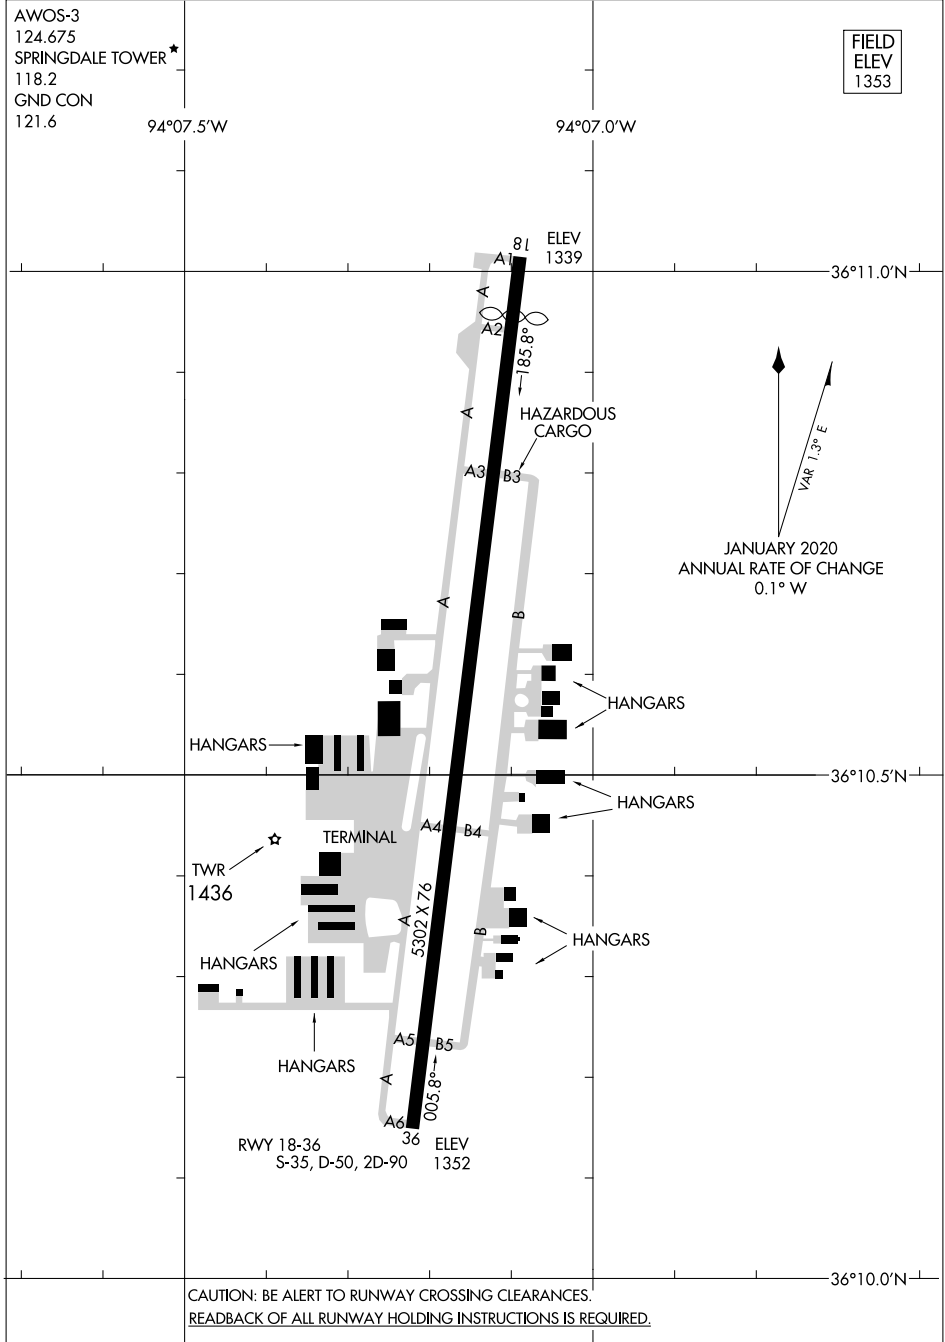 AWOS-3
124.675
SPRINGDALE TOWER
118.2
GND CON
121.6
FIELD
ELEV
1353
94°07.5'W
94°07.0'W
18
ELEV
1339
A1
36°11.0'N
A
A2
185.8°
A
HAZARDOUS
CARGO
VAR 1.3° E
A3
B3
JANUARY 2020
ANNUAL RATE OF CHANGE
0.1° W
A
B
HANGARS
HANGARS
36°10.5'N
HANGARS
A4
B4
TERMINAL
TWR
1436
5302 X 76
A
B
HANGARS
HANGARS
A5
B5
HANGARS
A
005.8°
A6
36
RWY 18-36
S-35, D-50, 2D-90
ELEV
1352
36°10.0'N
CAUTION: BE ALERT TO RUNWAY CROSSING CLEARANCES.
READBACK OF ALL RUNWAY HOLDING INSTRUCTIONS IS REQUIRED.